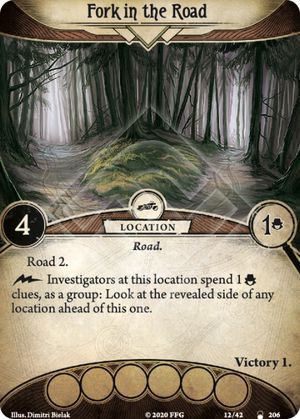 Fork in the Road
4
1
LOCATION
Road.
Road 2.
Investigators at this location spend 1
clues, as a group: Look at the revealed side of any
location ahead of this one.
Victory 1.
Illus. Dimitri Bielak
© 2020 FFG
12/42
206